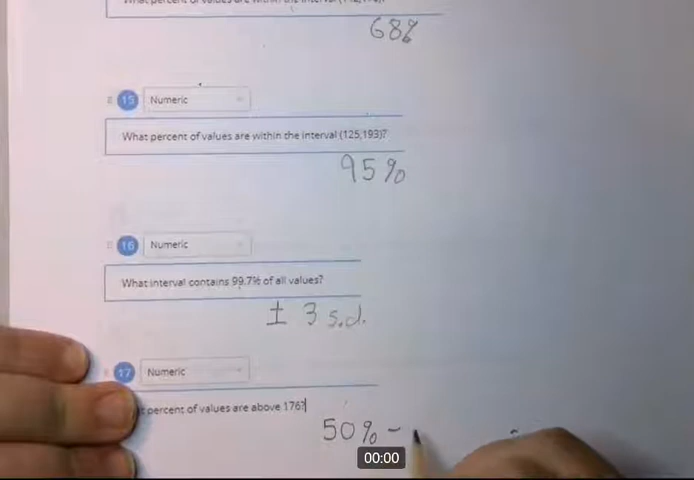 68%
15 Numeric
What percent of values are within the interval (125,193)?
95%
16 Numeric
What interval contains 99.7% of all values?
± 3 s.d.
17 Numeric
percent of values are above 176?
50% -
00:00